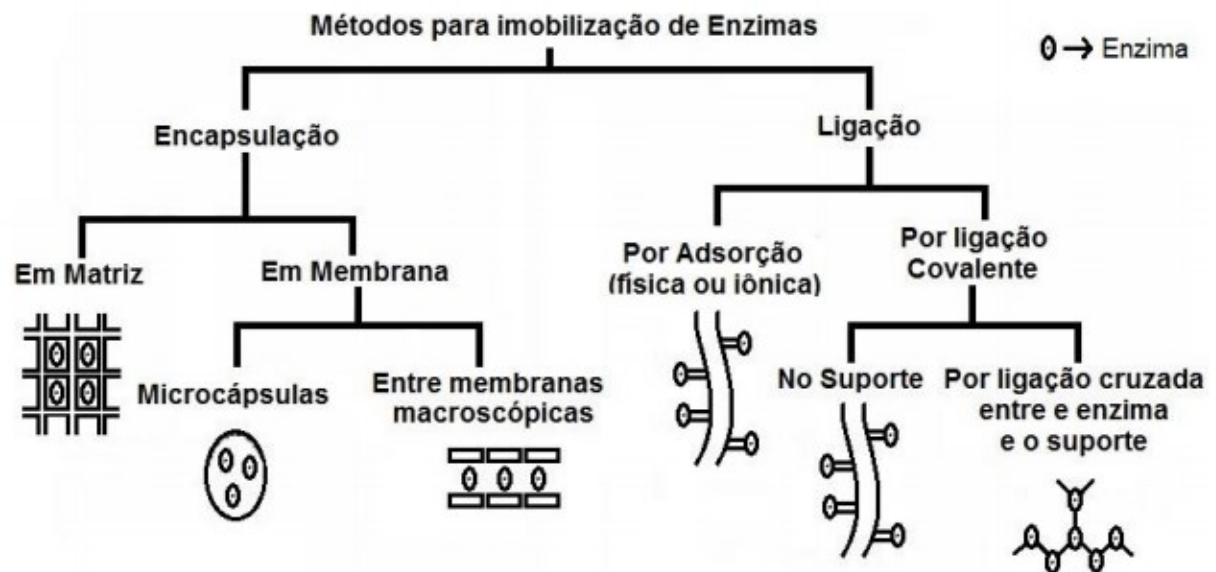 Métodos para imobilização de Enzimas
→ Enzima
Encapsulação
Ligação
Em Matriz
Em Membrana
Por Adsorção
(física ou iônica)
Por ligação
Covalente
Microcápsulas
Entre membranas
macroscópicas
No Suporte
Por ligação cruzada
entre e enzima
e o suporte